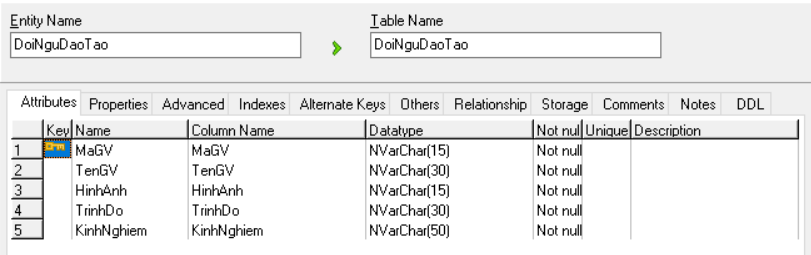 Entity Name Table Name
DoiNguDaoTao DoiNguDaoTao
Attributes Properties Advanced Indexes Alternate Keys Others Relationship Storage Comments Notes DDL
Key Name Column Name Datatype Not nul Unique Description
1 MaGV MaGV NVarChar(15) Not null
2 TenGV TenGV NVarChar(30) Not null
3 HinhAnh HinhAnh NVarChar(15) Not null
4 TrinhDo TrinhDo NVarChar(30) Not null
5 KinhNghiem KinhNghiem NVarChar(50) Not null